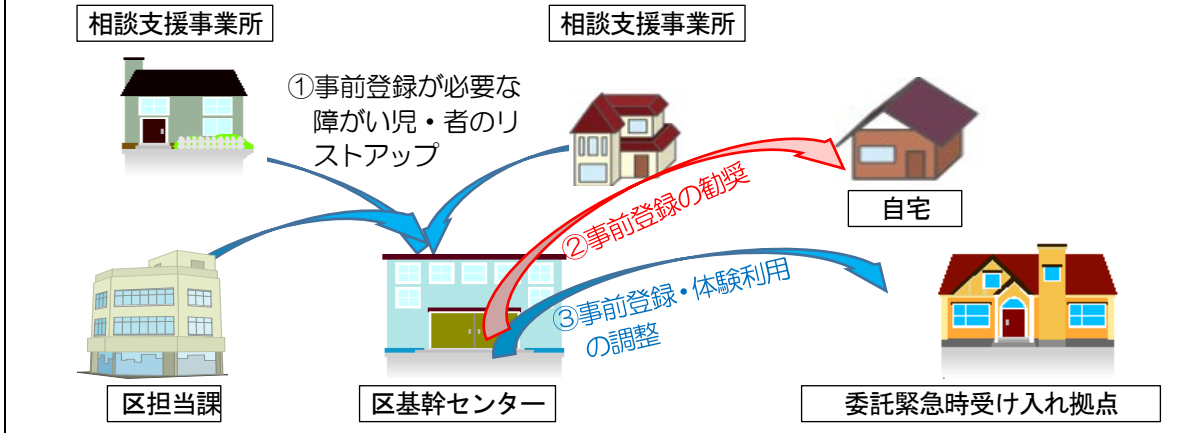 相談支援事業所
相談支援事業所
①事前登録が必要な
障がい児・者のリ
ストアップ
②事前登録の勧奨
自宅
③事前登録・体験利用
の調整
区担当課
区基幹センター
委託緊急時受け入れ拠点